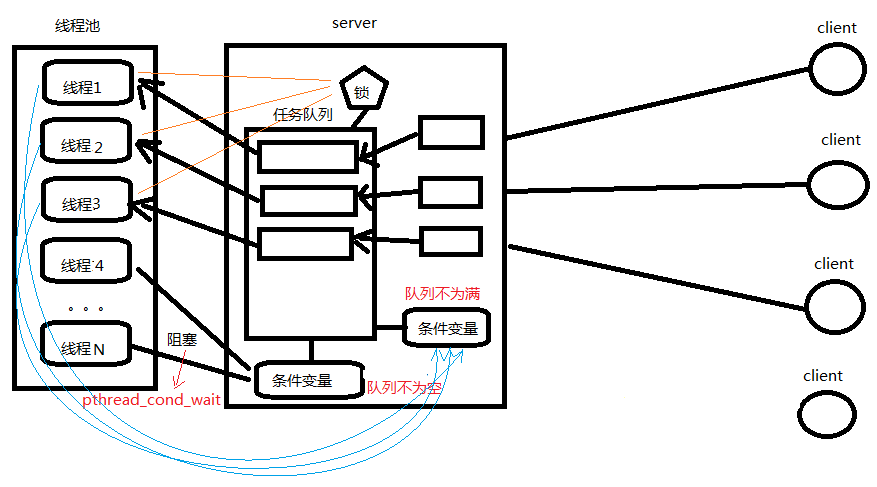 线程池
server
client
线程1
锁
任务队列
线程 2
client
线程3
线程 4
client
队列不为满
。。。
条件变量
线程 N
阻塞
条件变量
队列不为空
pthread_cond_wait
client